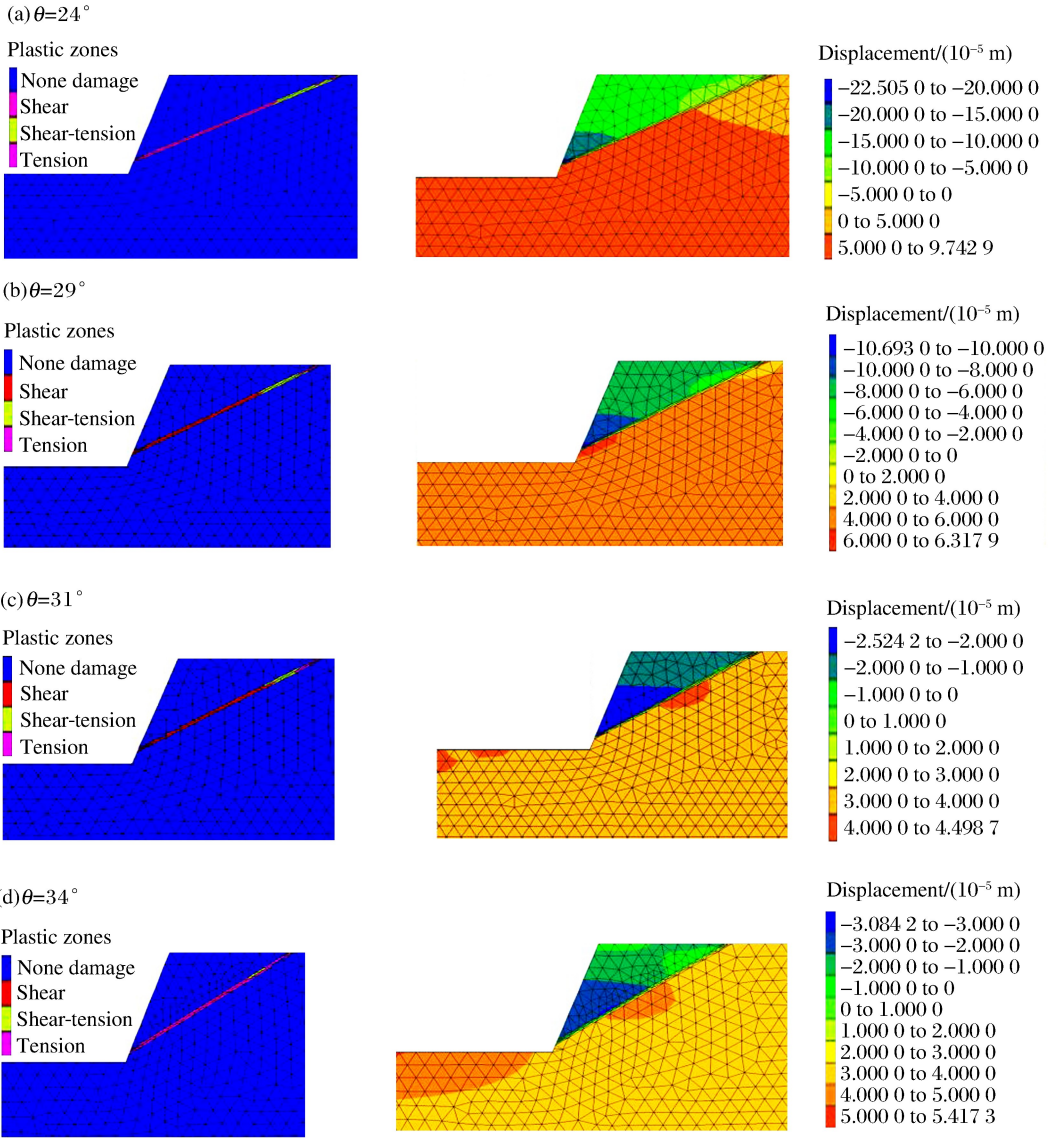 (a) θ=24°
Plastic zones
None damage
Shear
Shear-tension
Tension
Displacement/(10⁻⁵ m)
−22.505 0 to −20.000 0
−20.000 0 to −15.000 0
−15.000 0 to −10.000 0
−10.000 0 to −5.000 0
−5.000 0 to 0
0 to 5.000 0
5.000 0 to 9.742 9
(b) θ=29°
Plastic zones
None damage
Shear
Shear-tension
Tension
Displacement/(10⁻⁵ m)
−10.693 0 to −10.000 0
−10.000 0 to −8.000 0
−8.000 0 to −6.000 0
−6.000 0 to −4.000 0
−4.000 0 to −2.000 0
−2.000 0 to 0
0 to 2.000 0
2.000 0 to 4.000 0
4.000 0 to 6.000 0
6.000 0 to 6.317 9
(c) θ=31°
Plastic zones
None damage
Shear
Shear-tension
Tension
Displacement/(10⁻⁵ m)
−2.524 2 to −2.000 0
−2.000 0 to −1.000 0
−1.000 0 to 0
0 to 1.000 0
1.000 0 to 2.000 0
2.000 0 to 3.000 0
3.000 0 to 4.000 0
4.000 0 to 4.498 7
(d) θ=34°
Plastic zones
None damage
Shear
Shear-tension
Tension
Displacement/(10⁻⁵ m)
−3.084 2 to −3.000 0
−3.000 0 to −2.000 0
−2.000 0 to −1.000 0
−1.000 0 to 0
0 to 1.000 0
1.000 0 to 2.000 0
2.000 0 to 3.000 0
3.000 0 to 4.000 0
4.000 0 to 5.000 0
5.000 0 to 5.417 3